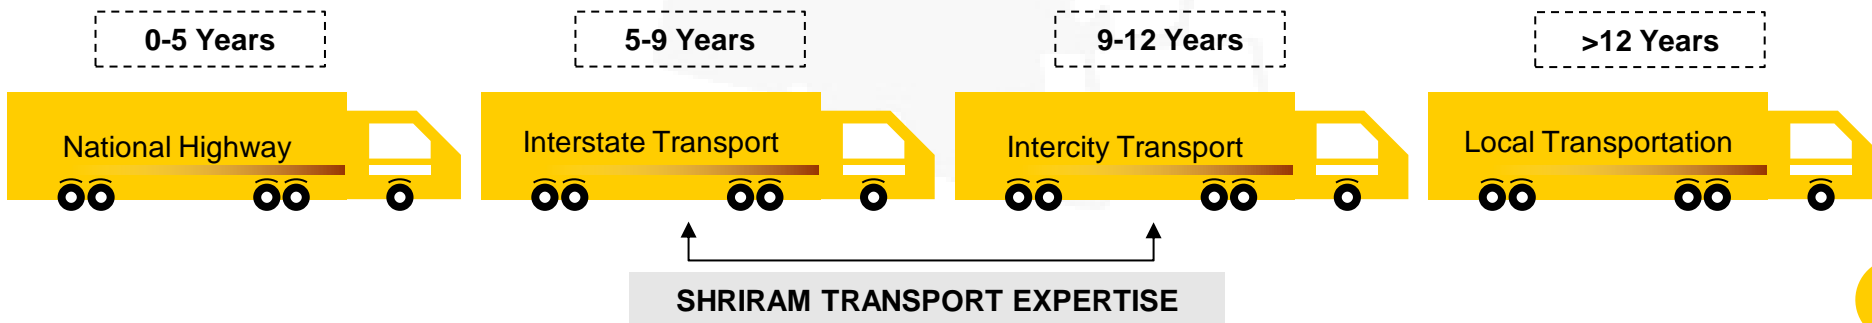 0-5 Years
5-9 Years
9-12 Years
>12 Years
National Highway
Interstate Transport
Intercity Transport
Local Transportation
SHRIRAM TRANSPORT EXPERTISE